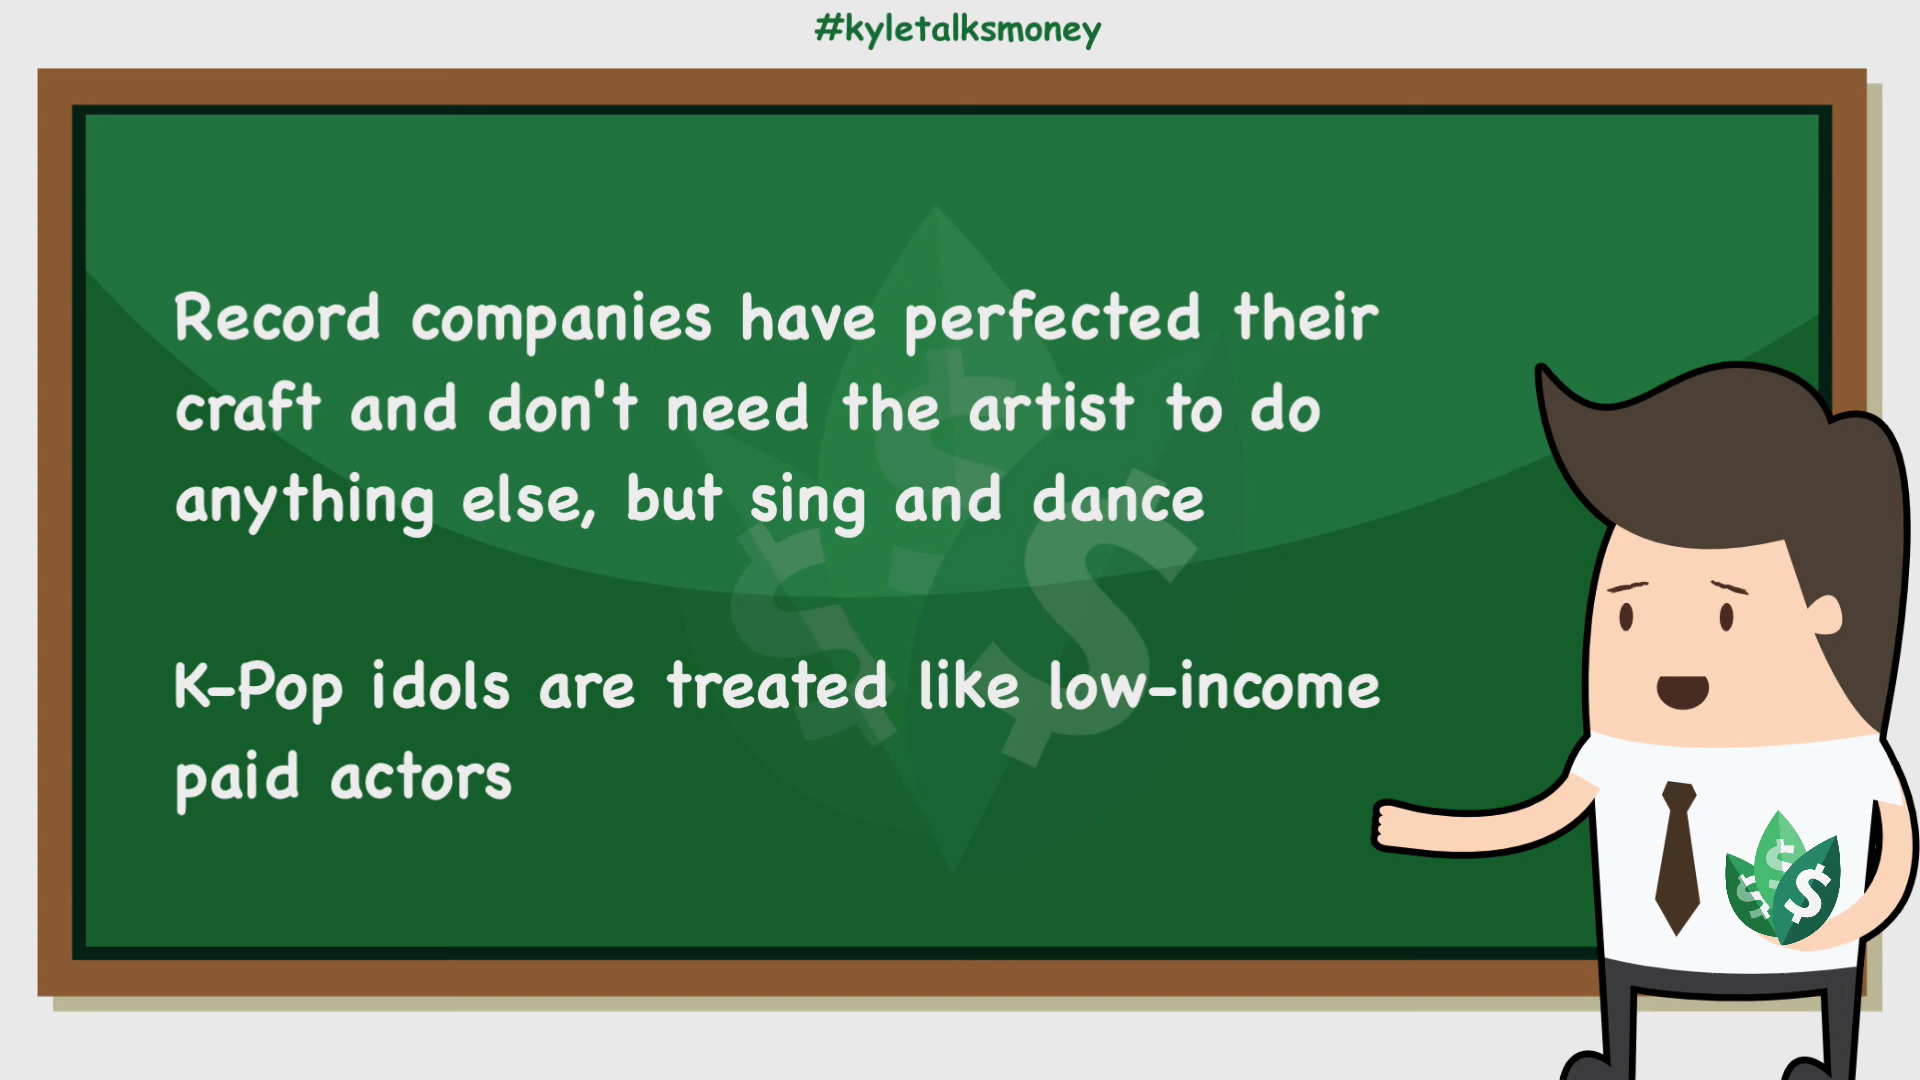 #kyletalksmoney
Record companies have perfected their
craft and don't need the artist to do
anything else, but sing and dance
K-Pop idols are treated like low-income
paid actors